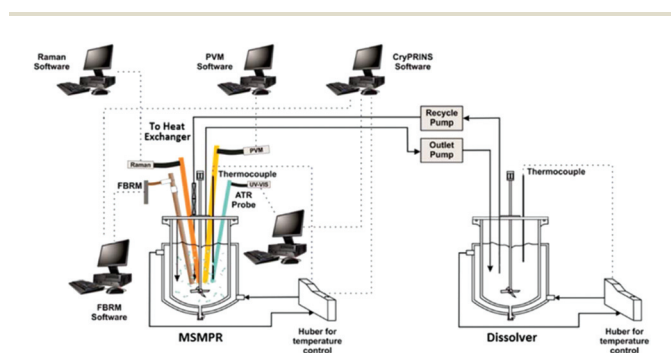 Raman
Software
PVM
Software
CryPRINS
Software
To Heat
Exchanger
Recycle
Pump
Outlet
Pump
Raman
PVM
Thermocouple
FBRM
UV-VIS
ATR
Probe
Thermocouple
FBRM
Software
MSMPR
Huber for
temperature
control
Dissolver
Huber for
temperature
control